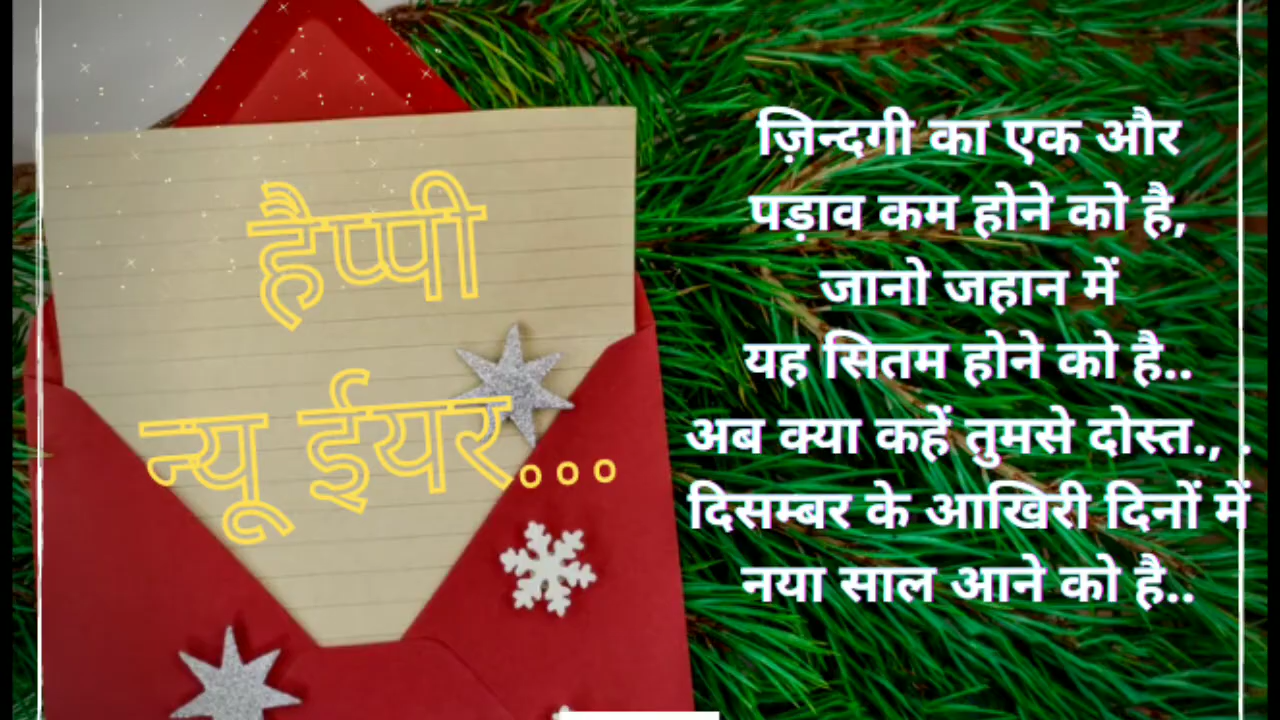 हैप्पी
न्यू ईयर...
ज़िन्दगी का एक और
पड़ाव कम होने को है,
जानो जहान में
यह सितम होने को है..
अब क्या कहें तुमसे दोस्त., .
दिसम्बर के आखिरी दिनों में
नया साल आने को है..